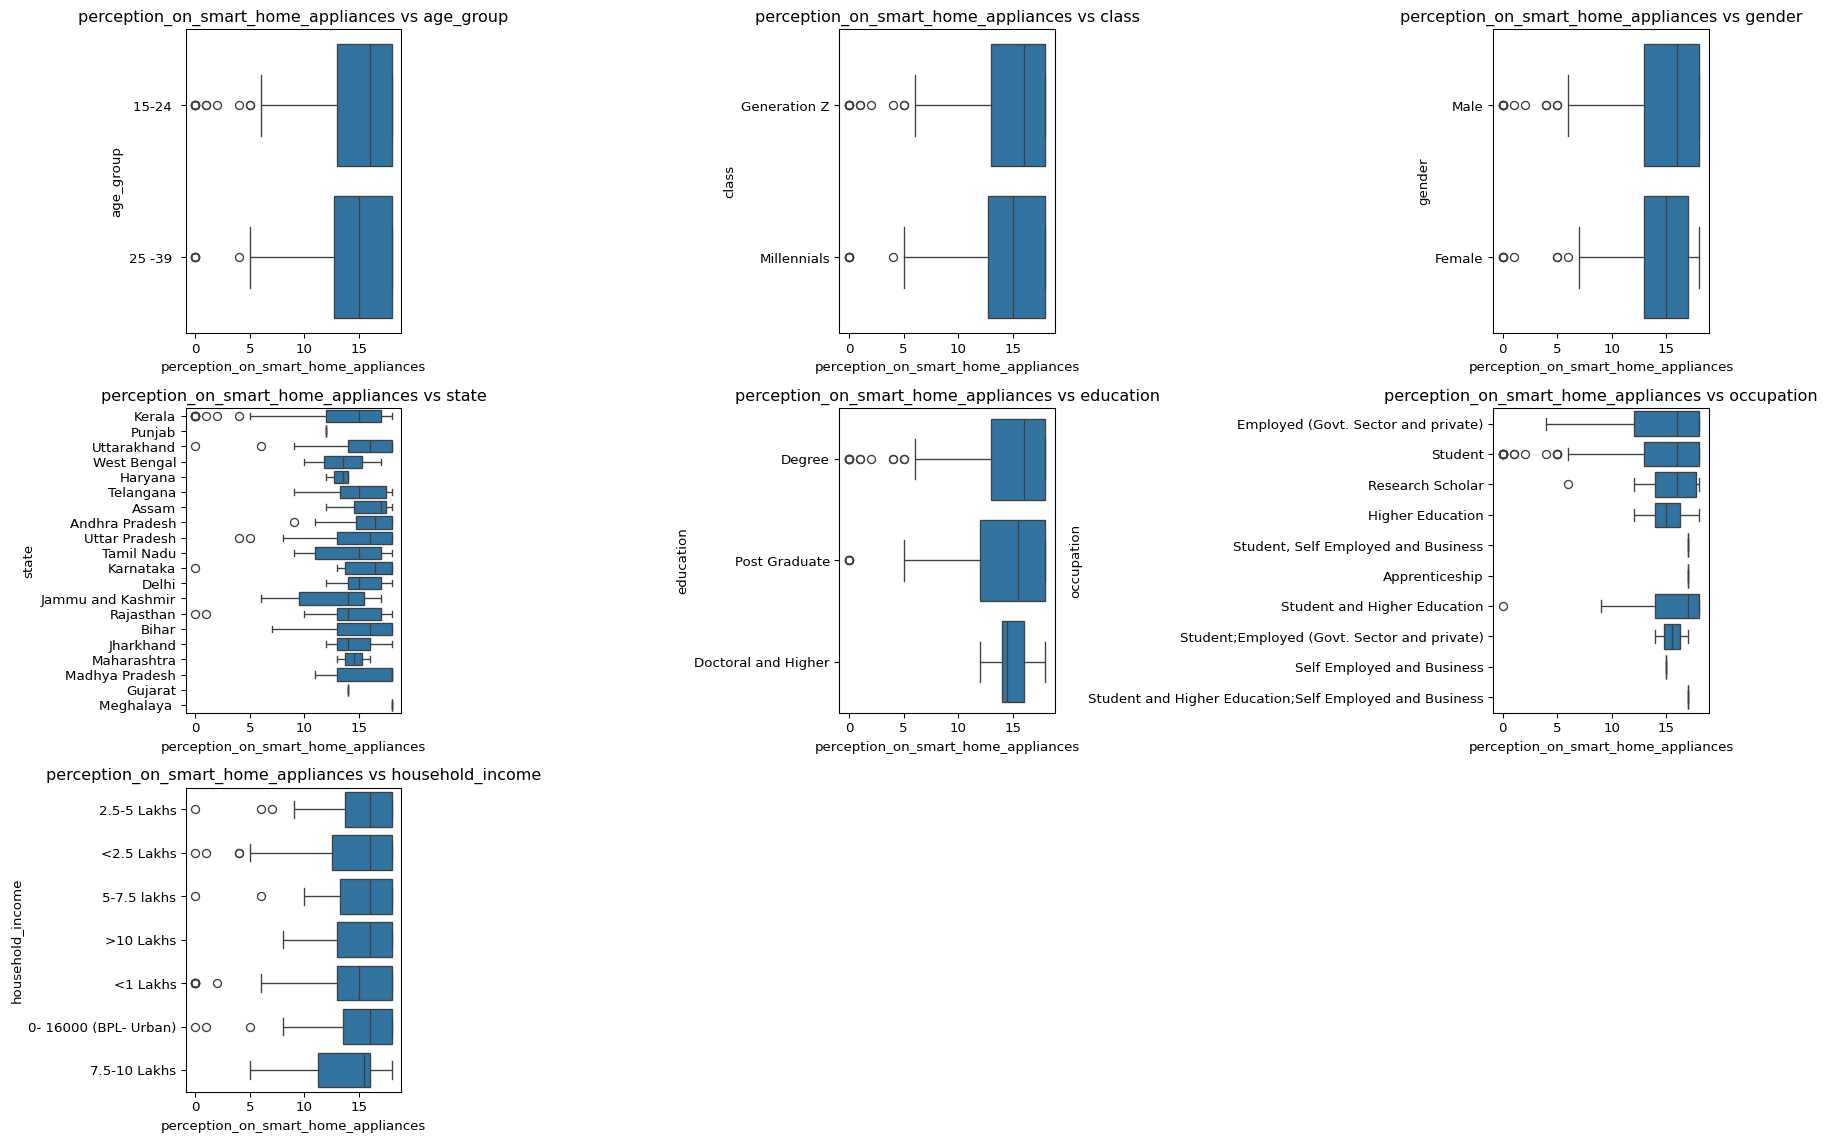 perception_on_smart_home_appliances vs age_group
age_group
15-24
25 -39
0 5 10 15
perception_on_smart_home_appliances
perception_on_smart_home_appliances vs class
class
Generation Z
Millennials
0 5 10 15
perception_on_smart_home_appliances
perception_on_smart_home_appliances vs gender
gender
Male
Female
0 5 10 15
perception_on_smart_home_appliances
perception_on_smart_home_appliances vs state
state
Kerala
Punjab
Uttarakhand
West Bengal
Haryana
Telangana
Assam
Andhra Pradesh
Uttar Pradesh
Tamil Nadu
Karnataka
Delhi
Jammu and Kashmir
Rajasthan
Bihar
Jharkhand
Maharashtra
Madhya Pradesh
Gujarat
Meghalaya
0 5 10 15
perception_on_smart_home_appliances
perception_on_smart_home_appliances vs education
education
Degree
Post Graduate
Doctoral and Higher
0 5 10 15
perception_on_smart_home_appliances
perception_on_smart_home_appliances vs occupation
occupation
Employed (Govt. Sector and private)
Student
Research Scholar
Higher Education
Student, Self Employed and Business
Apprenticeship
Student and Higher Education
Student;Employed (Govt. Sector and private)
Self Employed and Business
Student and Higher Education;Self Employed and Business
0 5 10 15
perception_on_smart_home_appliances
perception_on_smart_home_appliances vs household_income
household_income
2.5-5 Lakhs
<2.5 Lakhs
5-7.5 lakhs
>10 Lakhs
<1 Lakhs
0- 16000 (BPL- Urban)
7.5-10 Lakhs
0 5 10 15
perception_on_smart_home_appliances